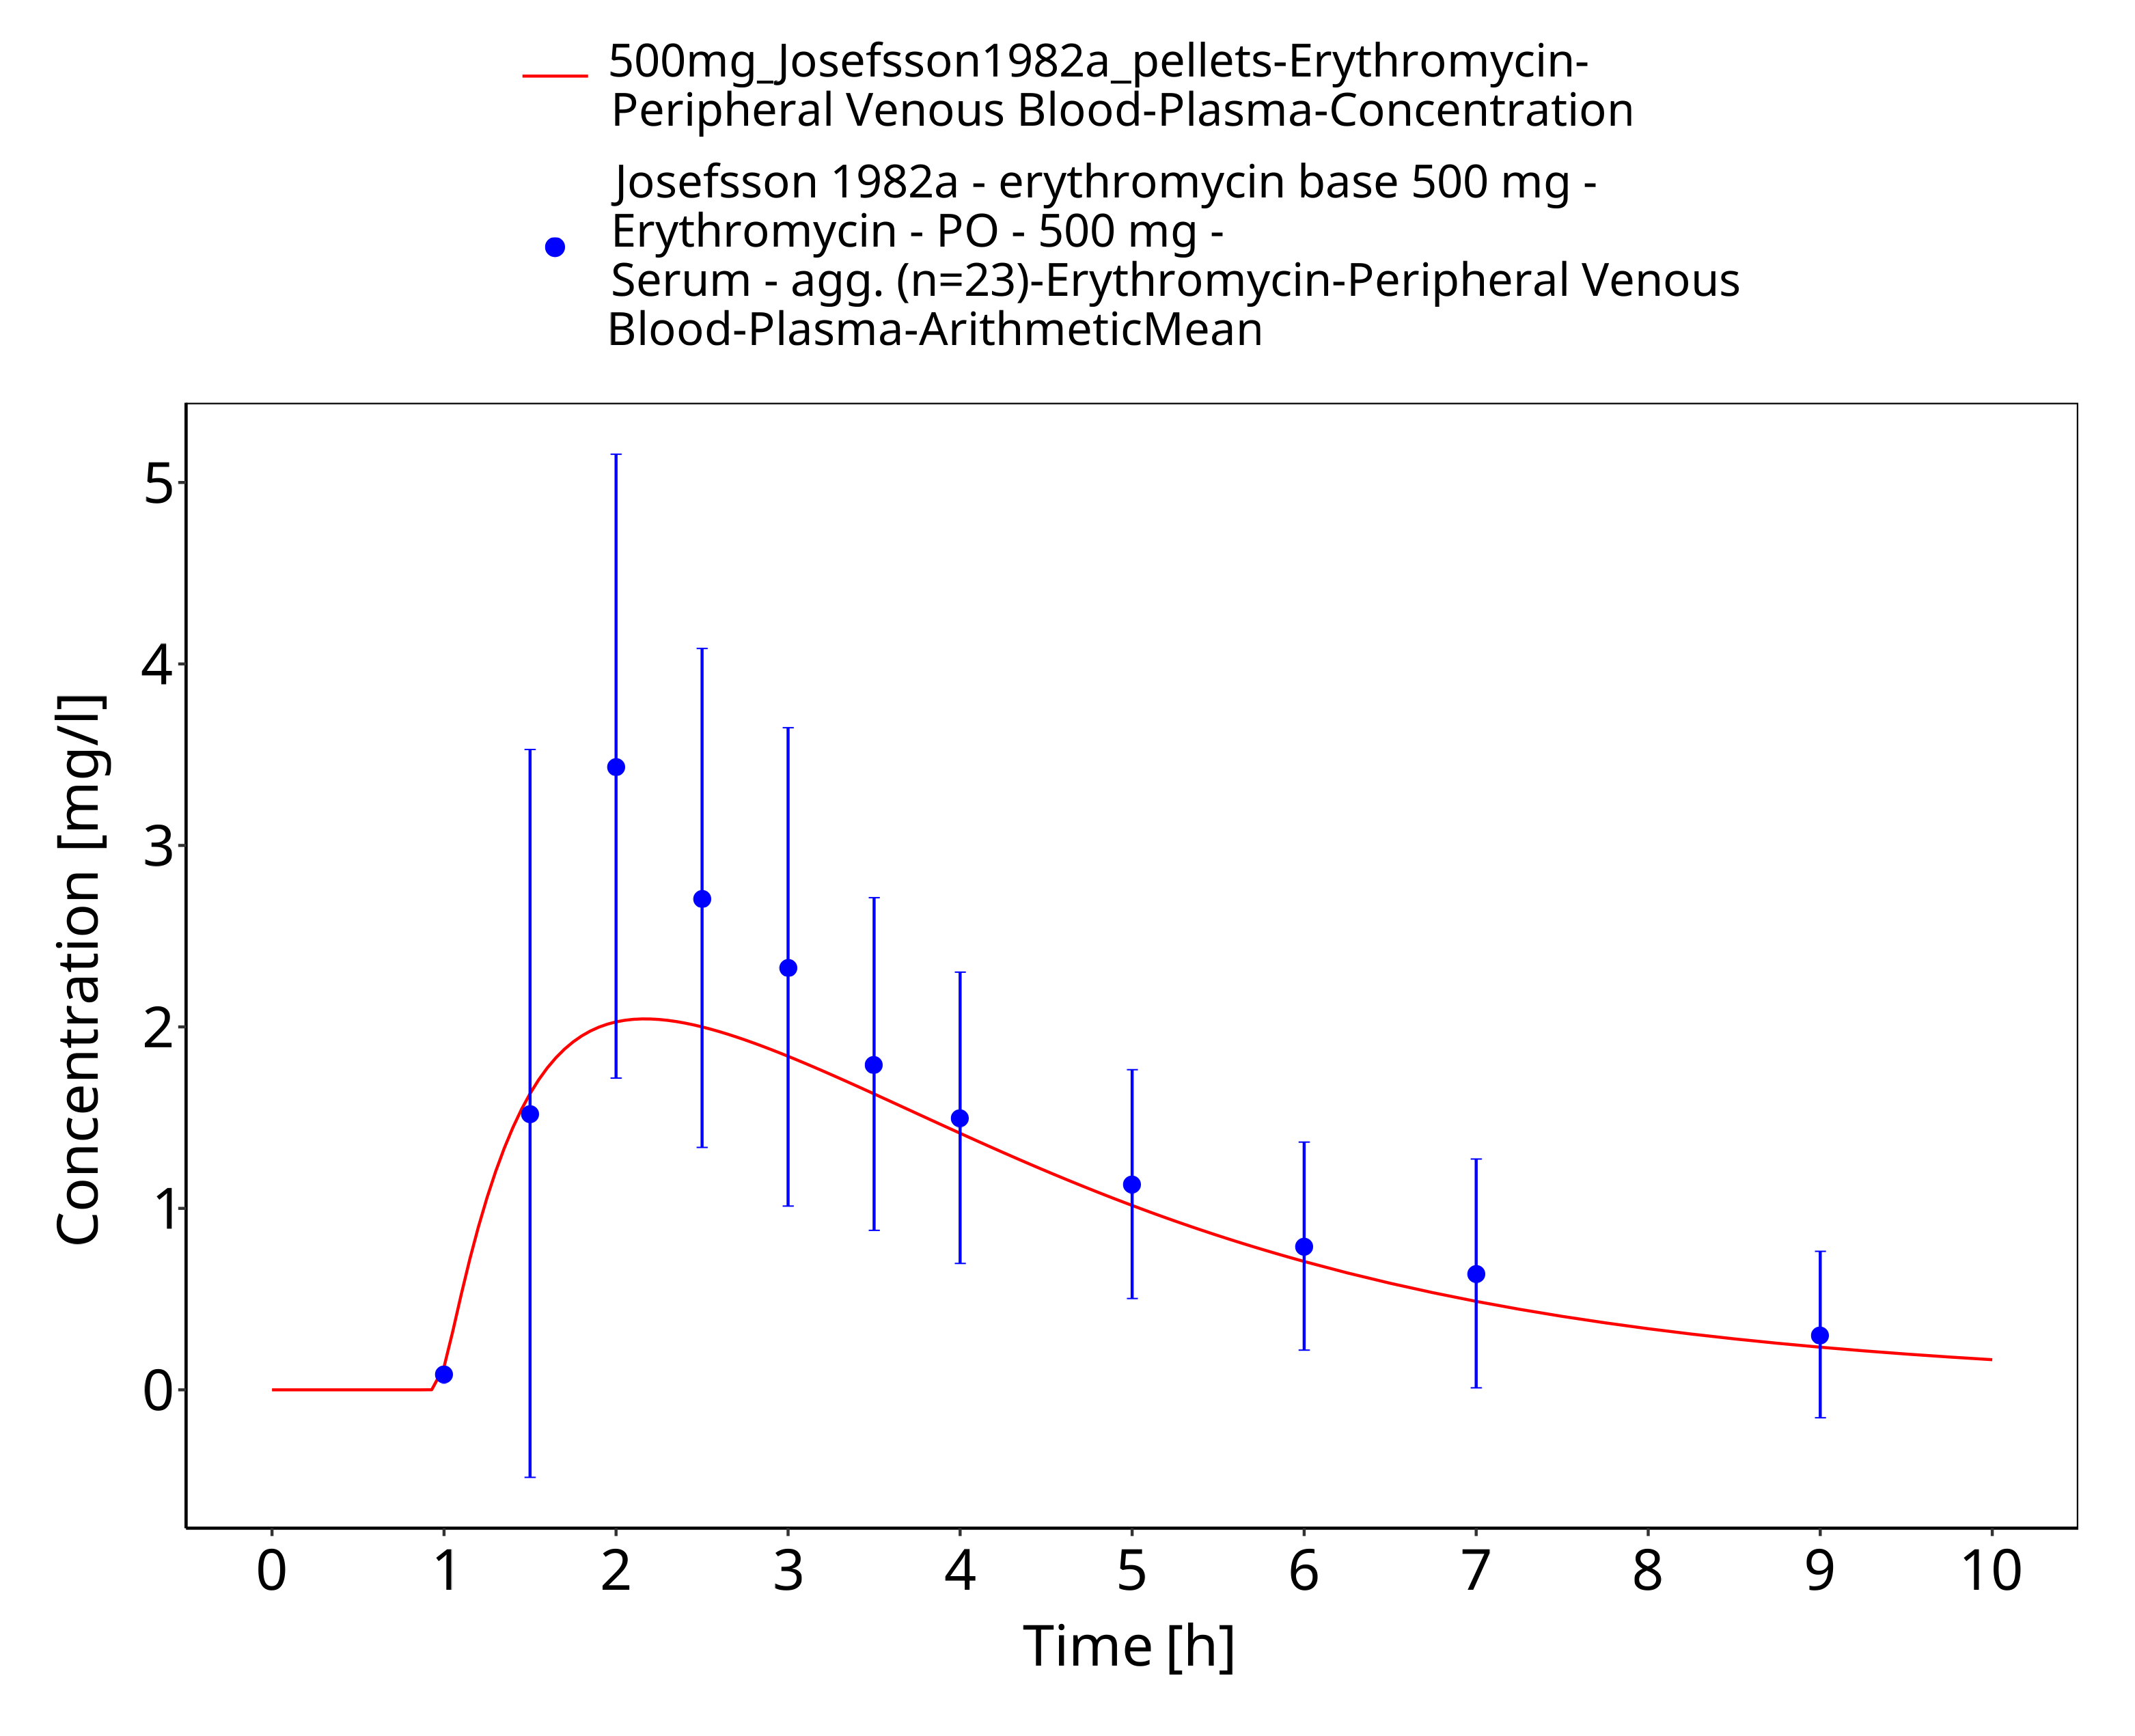 500mg_Josefsson1982a_pellets-Erythromycin-
Peripheral Venous Blood-Plasma-Concentration
Josefsson 1982a - erythromycin base 500 mg -
Erythromycin - PO - 500 mg -
Serum - agg. (n=23)-Erythromycin-Peripheral Venous
Blood-Plasma-ArithmeticMean
Concentration [mg/l]
5
4
3
2
1
0
0 1 2 3 4 5 6 7 8 9 10
Time [h]